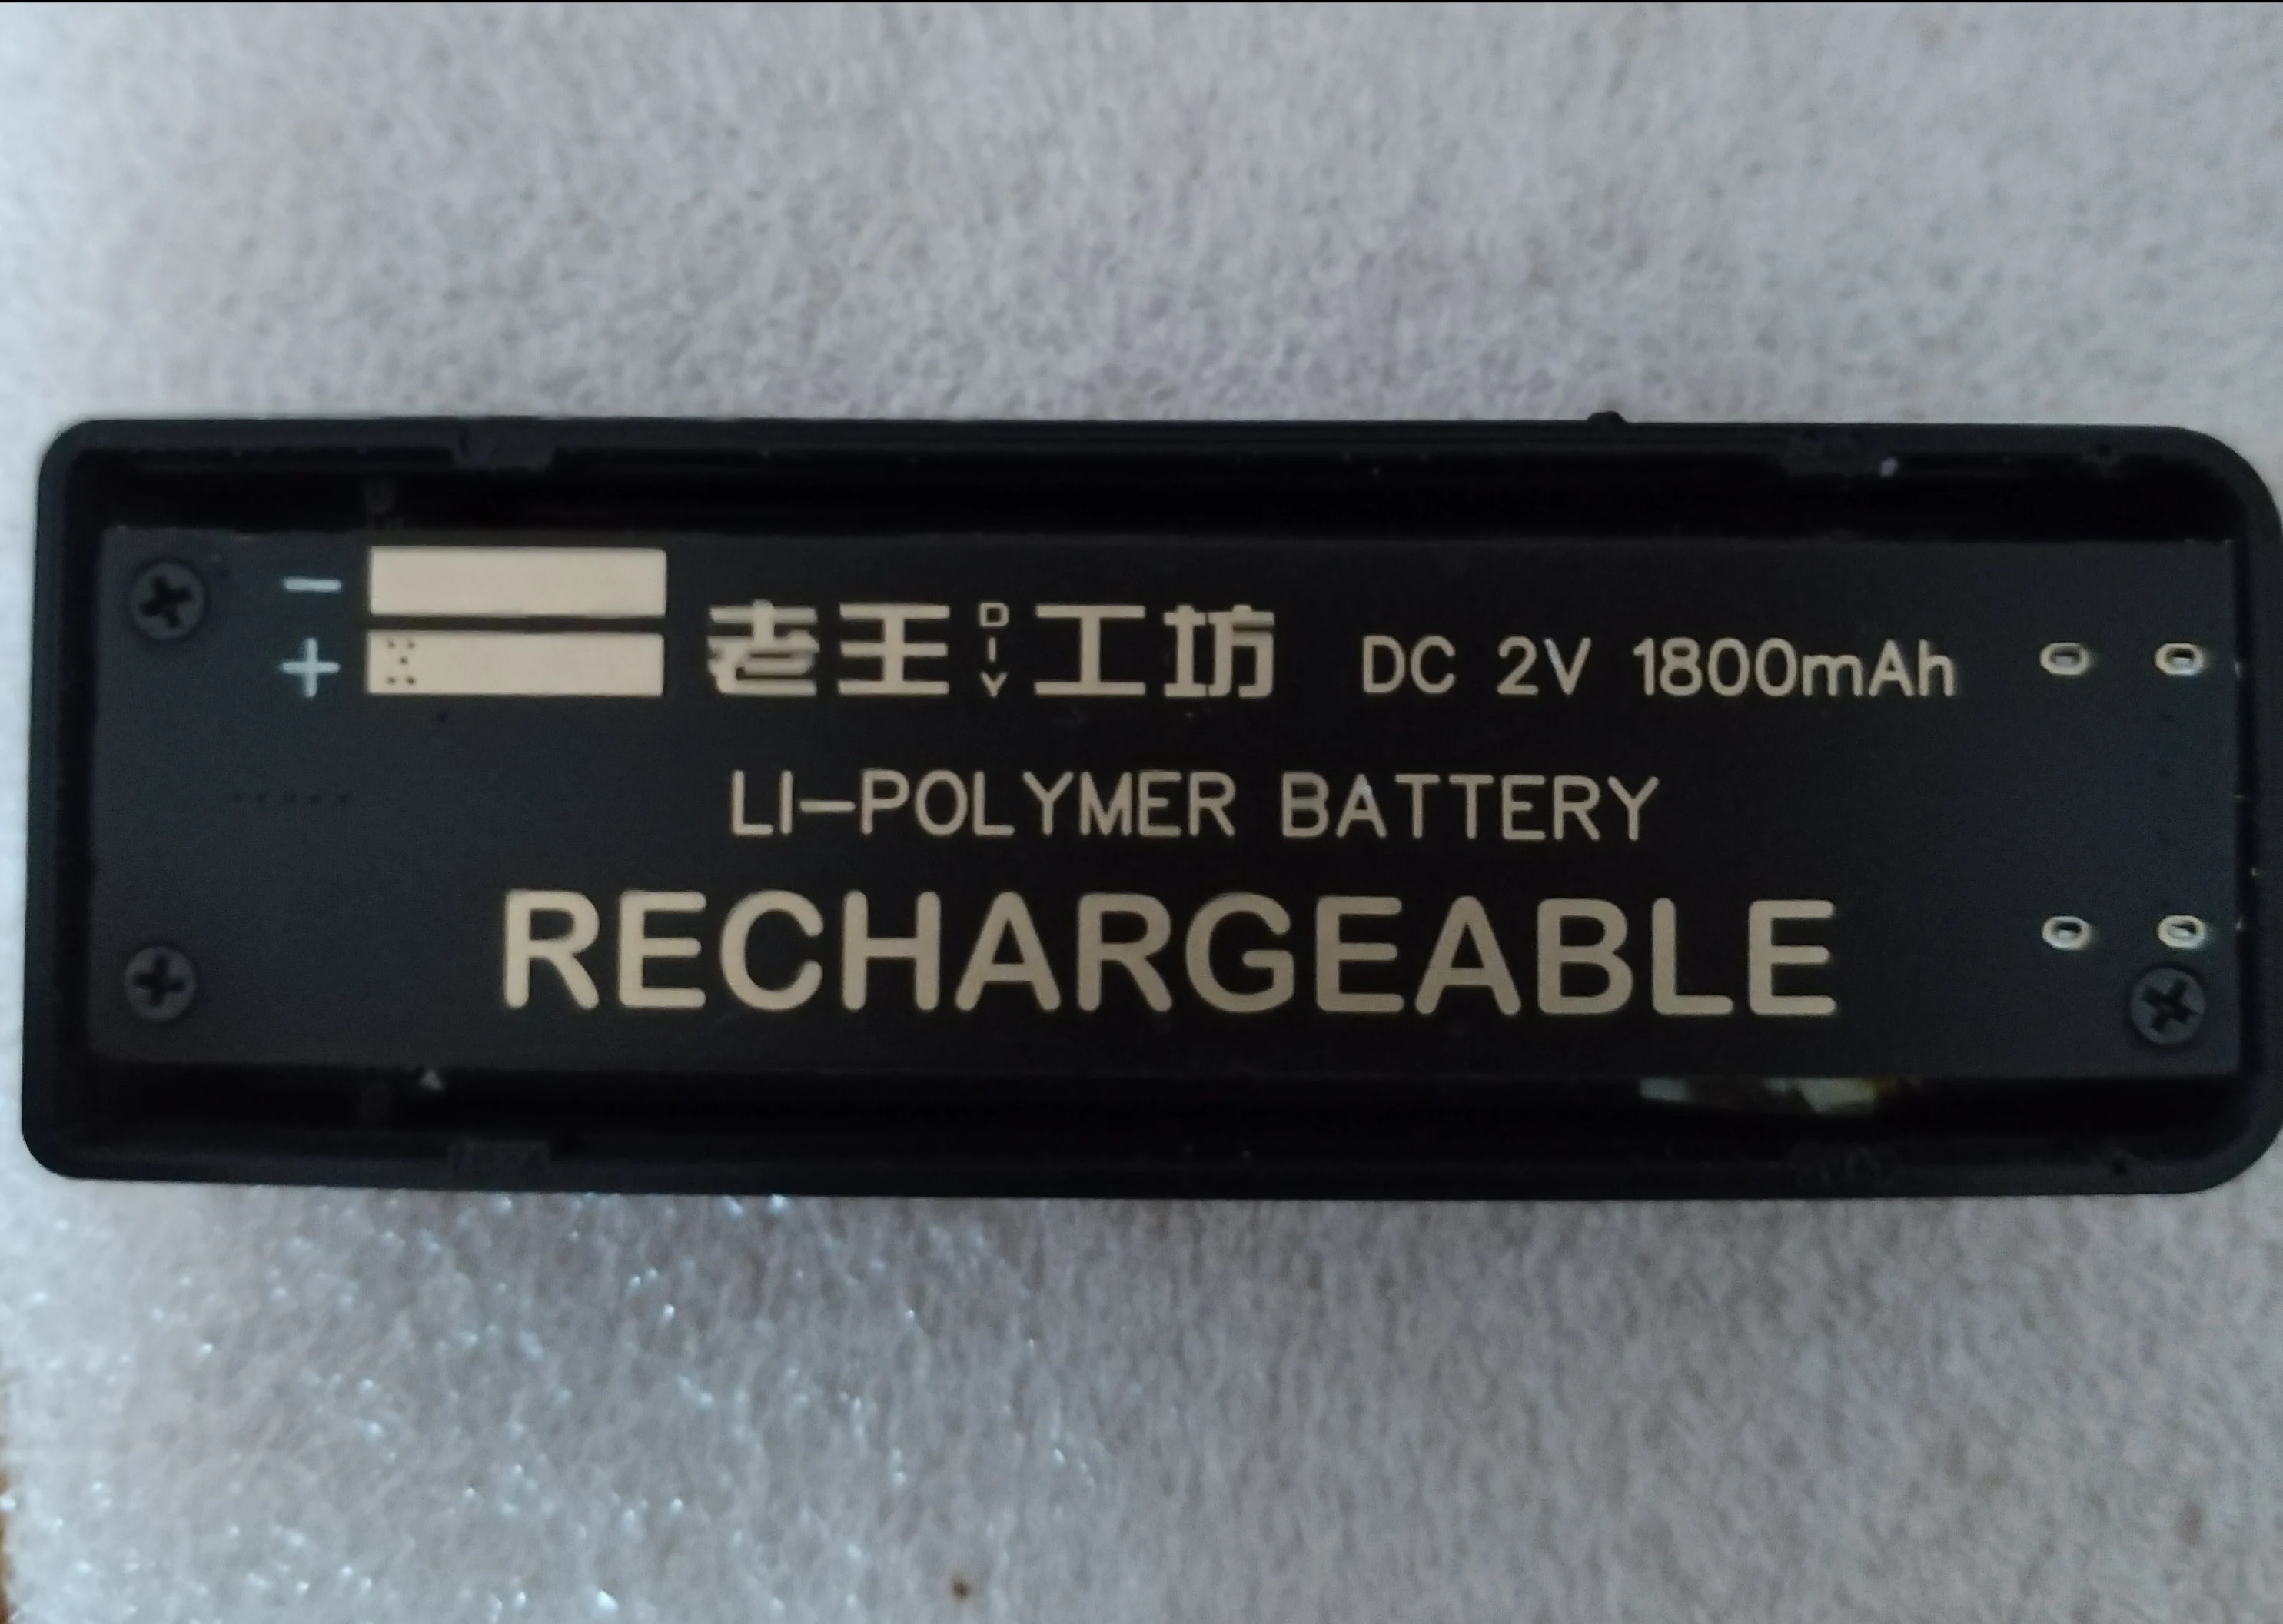 − 老王DIY工坊 DC 2V 1800mAh
+
LI-POLYMER BATTERY
RECHARGEABLE